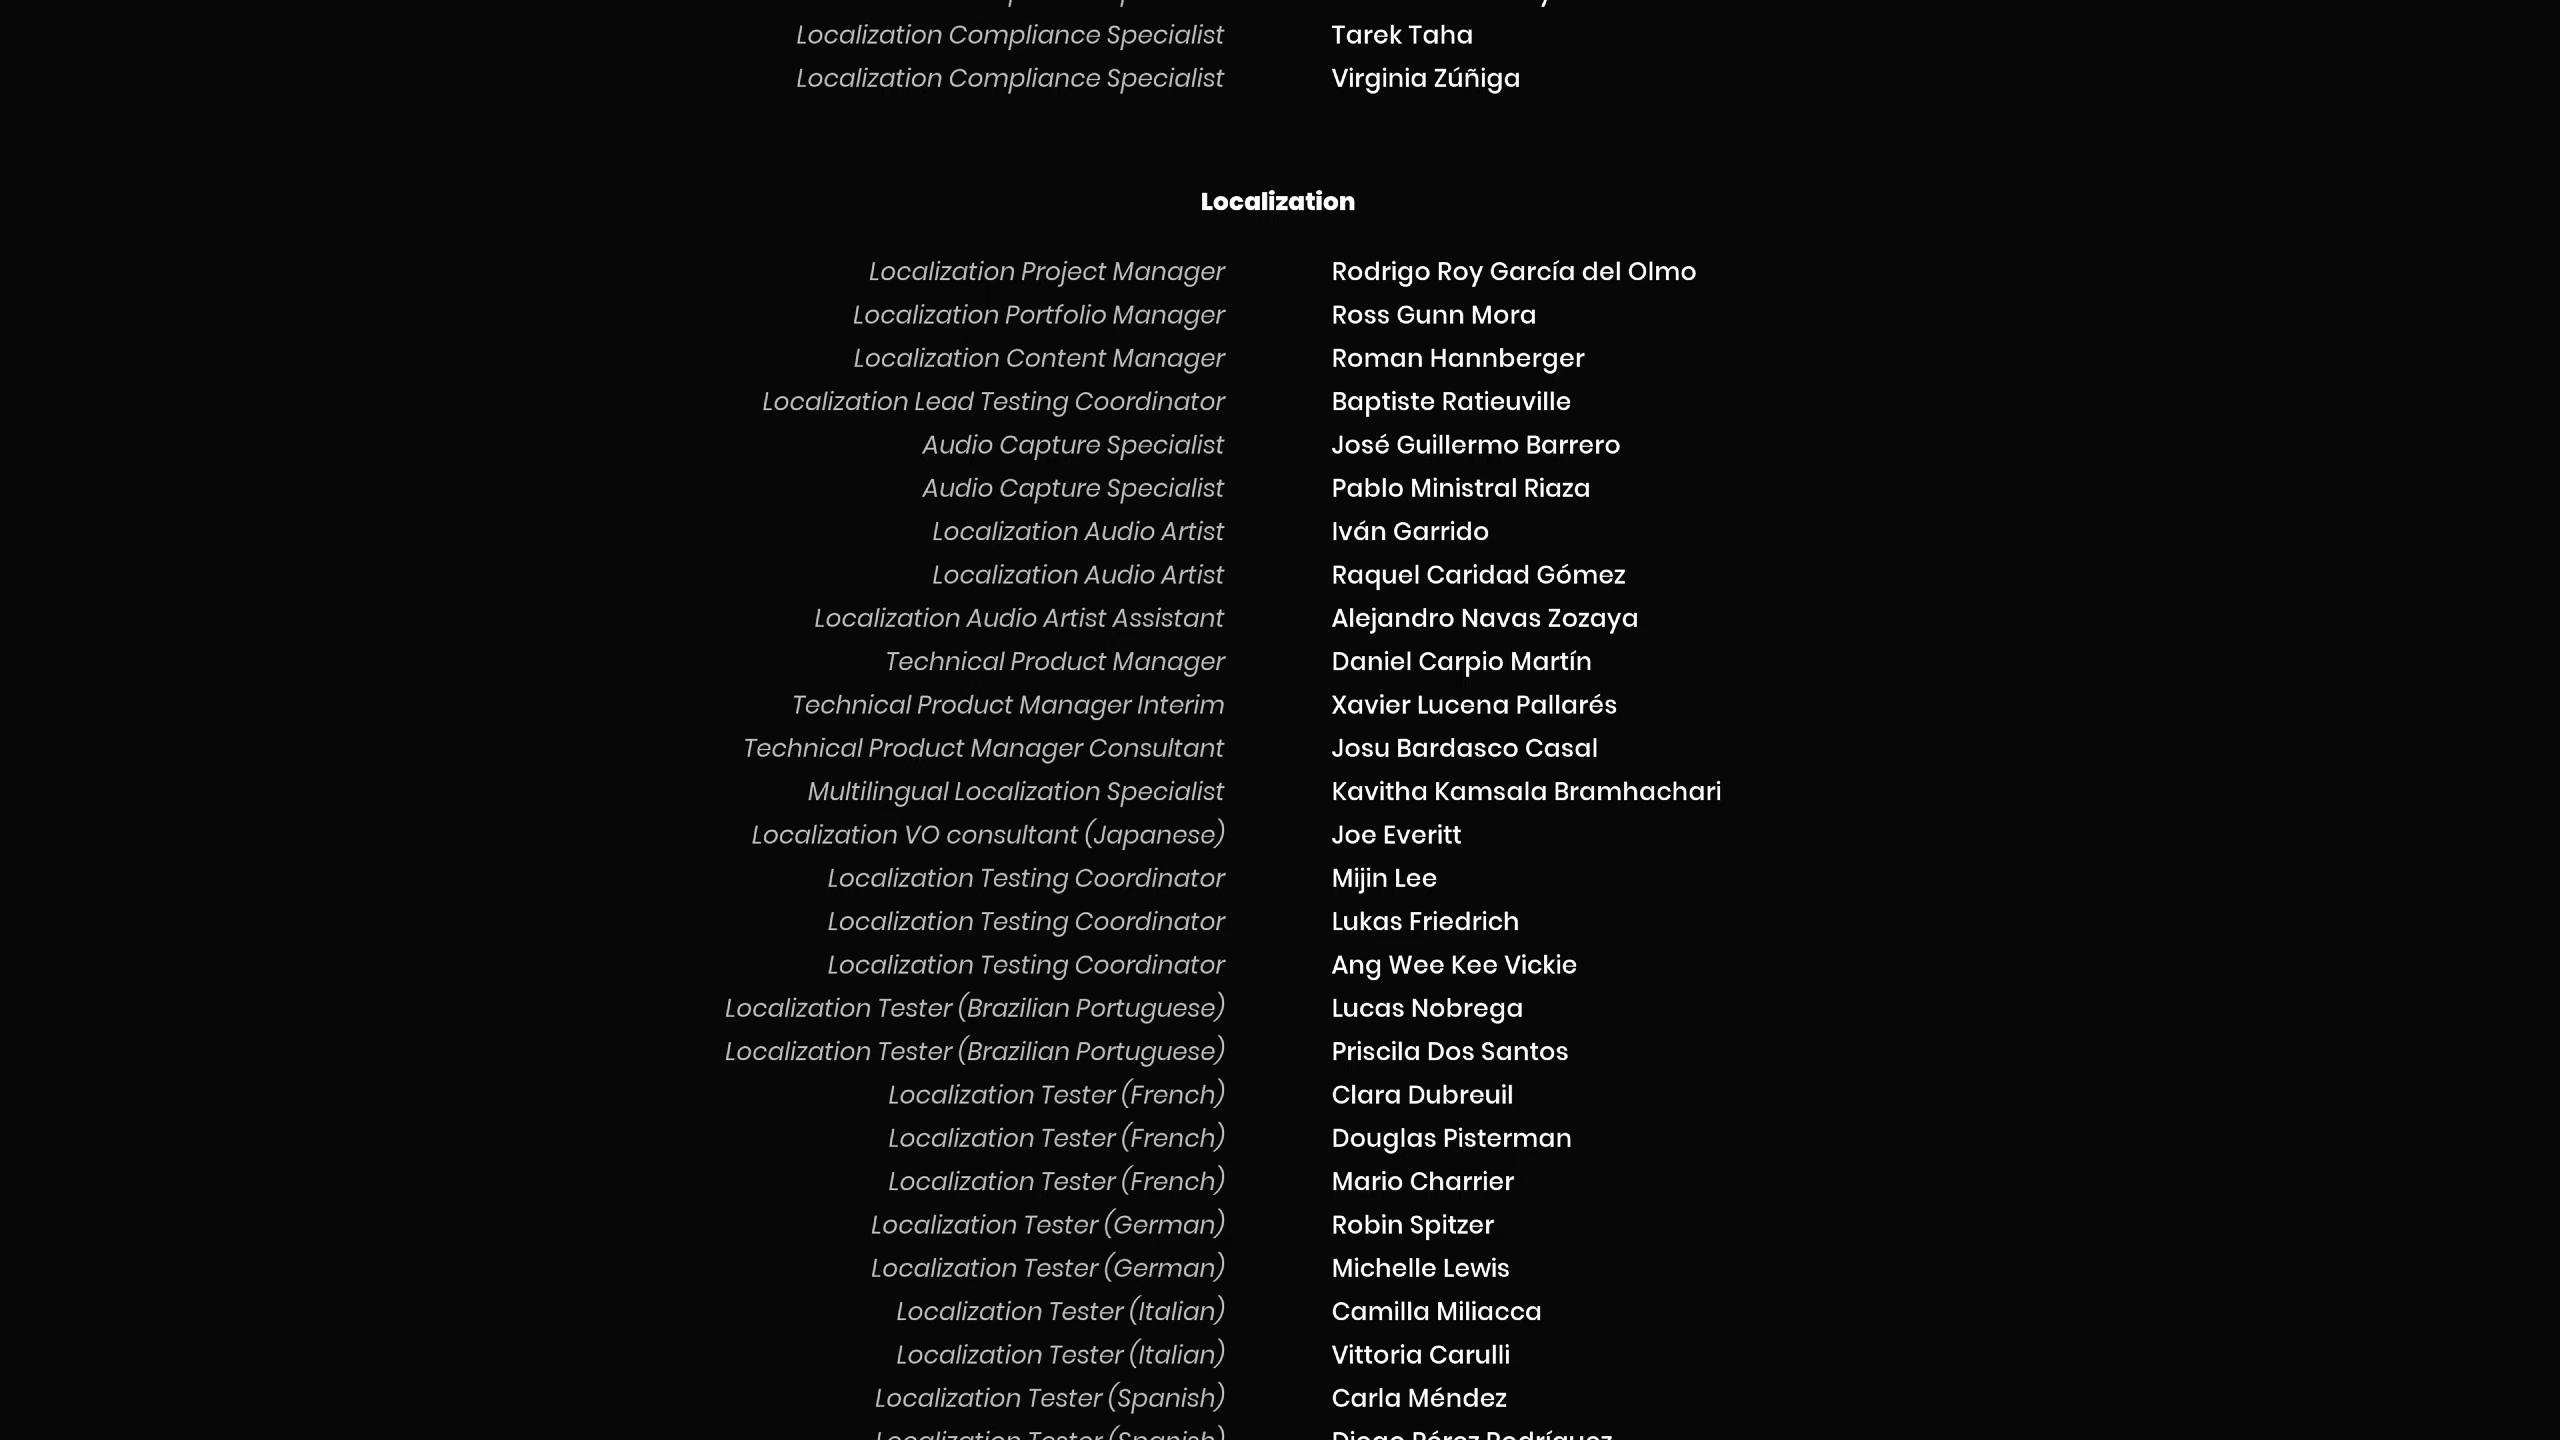 Localization Compliance Specialist Tarek Taha
Localization Compliance Specialist Virginia Zúñiga
Localization
Localization Project Manager Rodrigo Roy García del Olmo
Localization Portfolio Manager Ross Gunn Mora
Localization Content Manager Roman Hannberger
Localization Lead Testing Coordinator Baptiste Ratieuville
Audio Capture Specialist José Guillermo Barrero
Audio Capture Specialist Pablo Ministral Riaza
Localization Audio Artist Iván Garrido
Localization Audio Artist Raquel Caridad Gómez
Localization Audio Artist Assistant Alejandro Navas Zozaya
Technical Product Manager Daniel Carpio Martín
Technical Product Manager Interim Xavier Lucena Pallarés
Technical Product Manager Consultant Josu Bardasco Casal
Multilingual Localization Specialist Kavitha Kamsala Bramhachari
Localization VO consultant (Japanese) Joe Everitt
Localization Testing Coordinator Mijin Lee
Localization Testing Coordinator Lukas Friedrich
Localization Testing Coordinator Ang Wee Kee Vickie
Localization Tester (Brazilian Portuguese) Lucas Nobrega
Localization Tester (Brazilian Portuguese) Priscila Dos Santos
Localization Tester (French) Clara Dubreuil
Localization Tester (French) Douglas Pisterman
Localization Tester (French) Mario Charrier
Localization Tester (German) Robin Spitzer
Localization Tester (German) Michelle Lewis
Localization Tester (Italian) Camilla Miliacca
Localization Tester (Italian) Vittoria Carulli
Localization Tester (Spanish) Carla Méndez
Localization Tester (Spanish) Diego Pérez Rodríguez